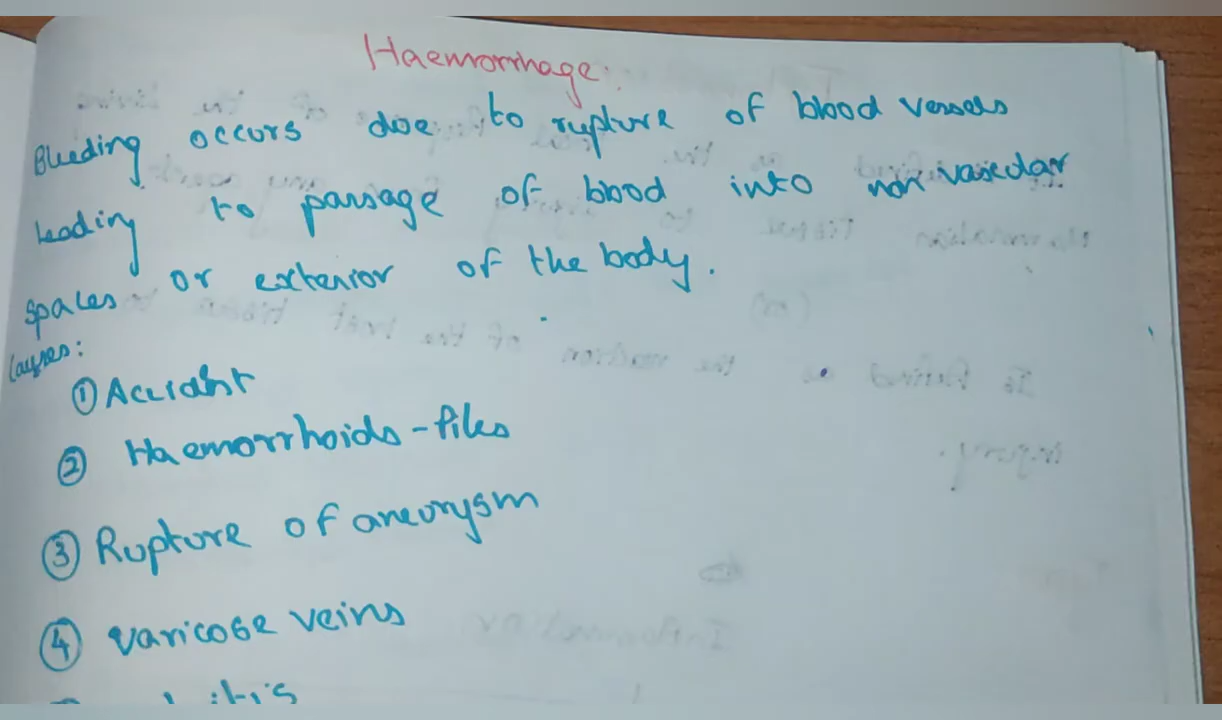 Haemorrhage:
Bleeding occurs due to rupture of blood vessels
leading to passage of blood into non vascular
spaces or exterior of the body.
Causes:
① Accident
② Haemorrhoids - Piles
③ Rupture of aneurysm
④ varicose veins